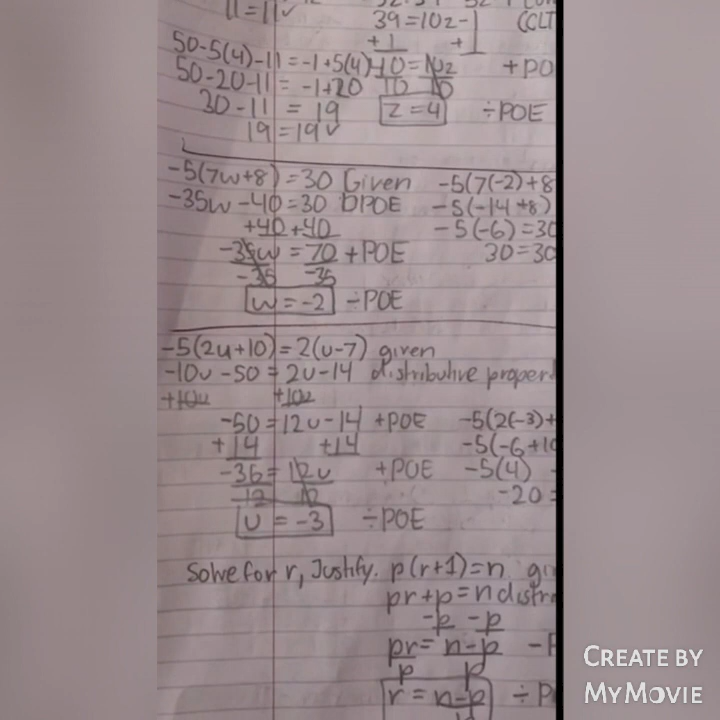 11=11✓
39=10z-1 (CLT
+1 +1
50-5(4)-11=-1+5(4) 40=10z +PO
50-20-11=-1+20 10 10
30-11=19 z=4 ÷POE
19=19✓
-5(7w+8)=30 Given -5(7(-2)+8
-35w-40=30 DPOE -5(-14+8)
+40 +40 -5(-6)=30
-35w=70 +POE 30=30
-35 -35
w=-2 ÷POE
-5(2u+10)=2(u-7) given
-10u-50=2u-14 distributive proper
+10u +10u
-50=12u-14 +POE -5(2(-3)+
+14 +14 -5(-6+10
-36=12u +POE -5(4)
12 12 -20=
u=-3 ÷POE
Solve for r, Justify. p(r+1)=n gi
pr+p=n distr
-p -p
pr=n-p -P
p p
r=n-p ÷P
CREATE BY
MYMOVIE